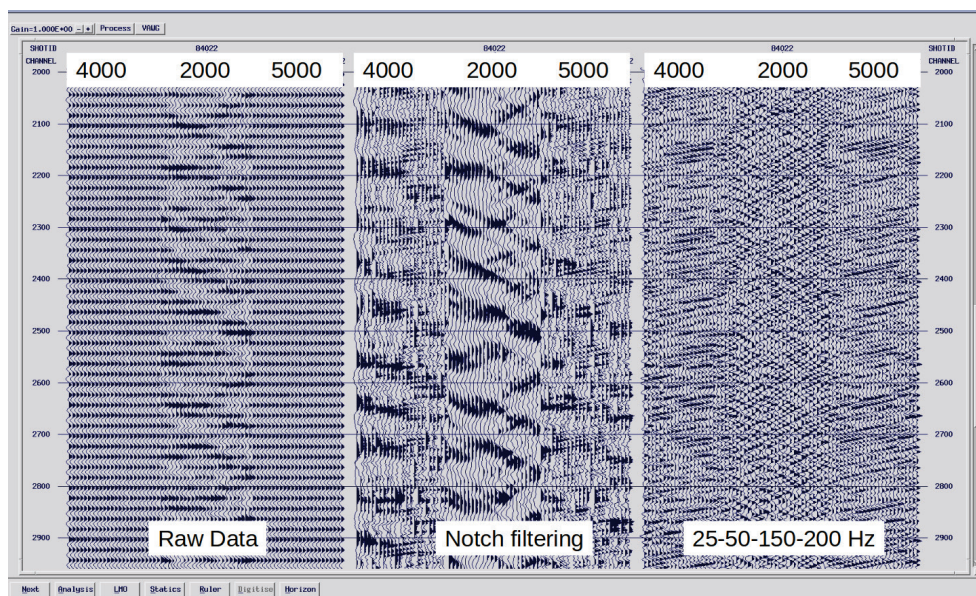 Gain=1.000E+00 - + Process VAWG
SHOTID 84022 84022 84022 SHOTID
CHANNEL CHANNEL
4000 2000 5000 4000 2000 5000 4000 2000 5000
2000 2000
2100 2100
2200 2200
2300 2300
2400 2400
2500 2500
2600 2600
2700 2700
2800 2800
2900 2900
Raw Data Notch filtering 25-50-150-200 Hz
Next Analysis LMO Statics Ruler Digitise Horizon